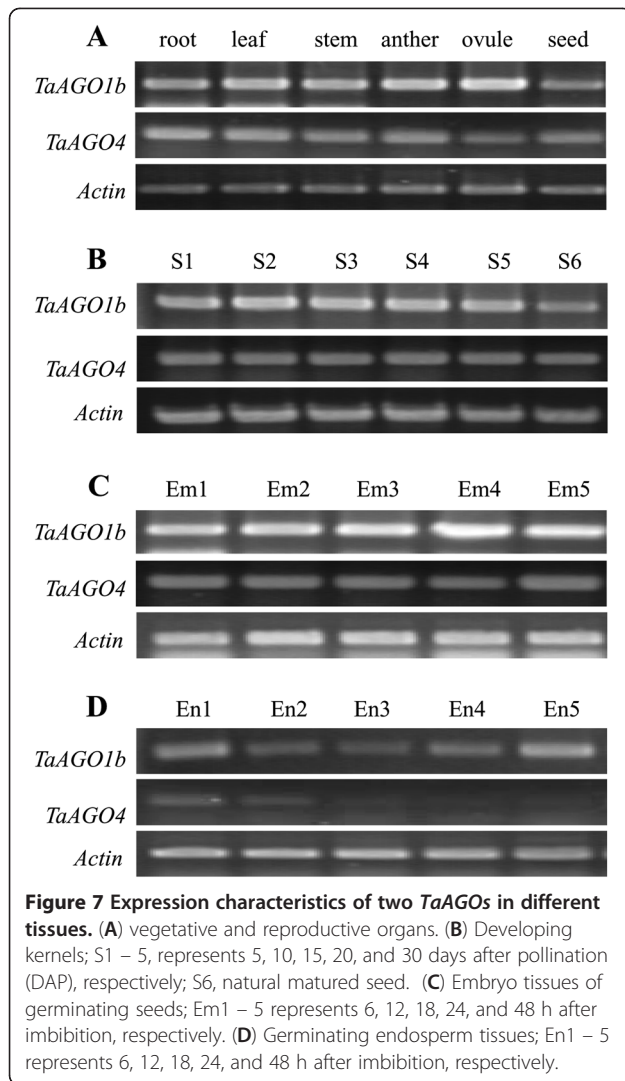 A root leaf stem anther ovule seed
TaAGO1b
TaAGO4
Actin
B S1 S2 S3 S4 S5 S6
TaAGO1b
TaAGO4
Actin
C Em1 Em2 Em3 Em4 Em5
TaAGO1b
TaAGO4
Actin
D En1 En2 En3 En4 En5
TaAGO1b
TaAGO4
Actin
Figure 7 Expression characteristics of two TaAGOs in different
tissues. (A) vegetative and reproductive organs. (B) Developing
kernels; S1 – 5, represents 5, 10, 15, 20, and 30 days after pollination
(DAP), respectively; S6, natural matured seed. (C) Embryo tissues of
germinating seeds; Em1 – 5 represents 6, 12, 18, 24, and 48 h after
imbibition, respectively. (D) Germinating endosperm tissues; En1 – 5
represents 6, 12, 18, 24, and 48 h after imbibition, respectively.